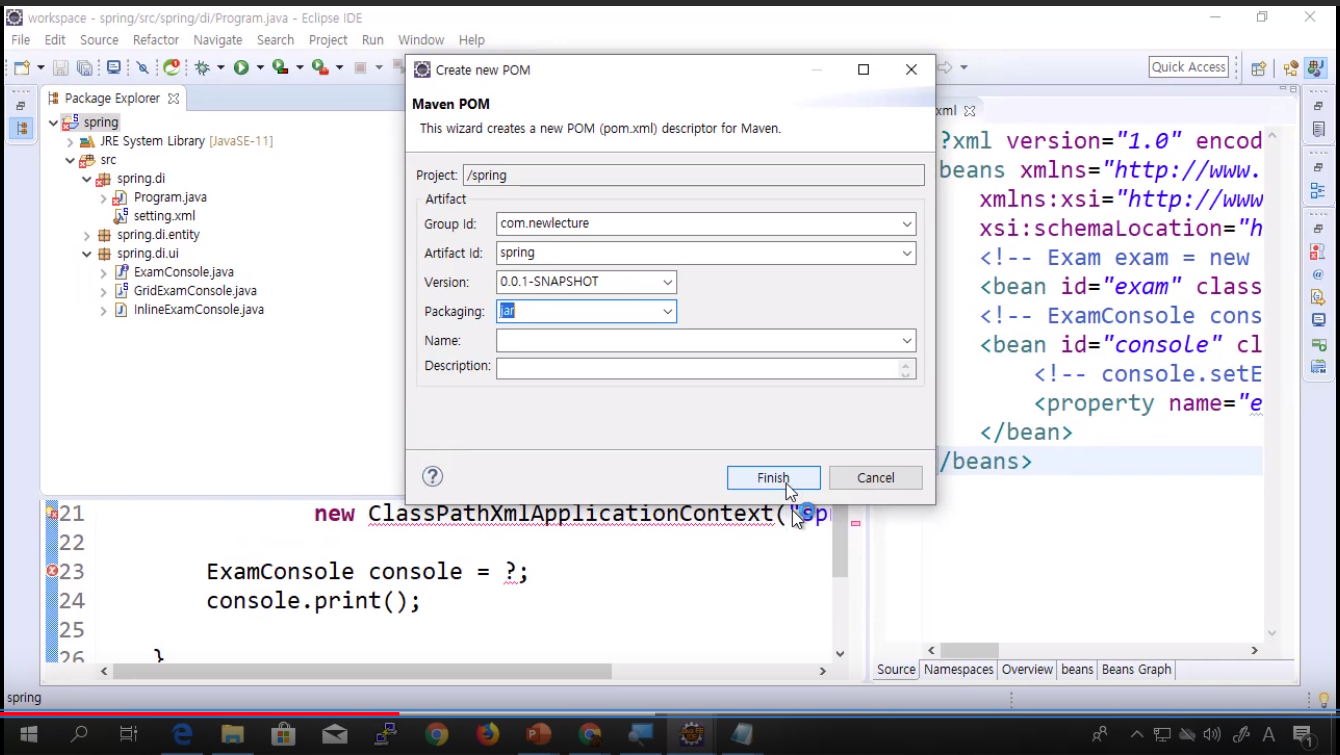 workspace - spring/src/spring/di/Program.java - Eclipse IDE
File Edit Source Refactor Navigate Search Project Run Window Help
Quick Access
Package Explorer
spring
JRE System Library [JavaSE-11]
src
spring.di
Program.java
setting.xml
spring.di.entity
spring.di.ui
ExamConsole.java
GridExamConsole.java
InlineExamConsole.java
Create new POM
Maven POM
This wizard creates a new POM (pom.xml) descriptor for Maven.
Project: /spring
Artifact
Group Id: com.newlecture
Artifact Id: spring
Version: 0.0.1-SNAPSHOT
Packaging: jar
Name:
Description:
Finish Cancel
xml
?xml version="1.0" encod
beans xmlns="http://www.
xmlns:xsi="http://www
xsi:schemaLocation="h
<!-- Exam exam = new
<bean id="exam" class
<!-- ExamConsole cons
<bean id="console" cl
<!-- console.setE
<property name="e
</bean>
/beans>
Source Namespaces Overview beans Beans Graph
21 new ClassPathXmlApplicationContext("spr
22
23 ExamConsole console = ?;
24 console.print();
25
26 }
spring
A
1